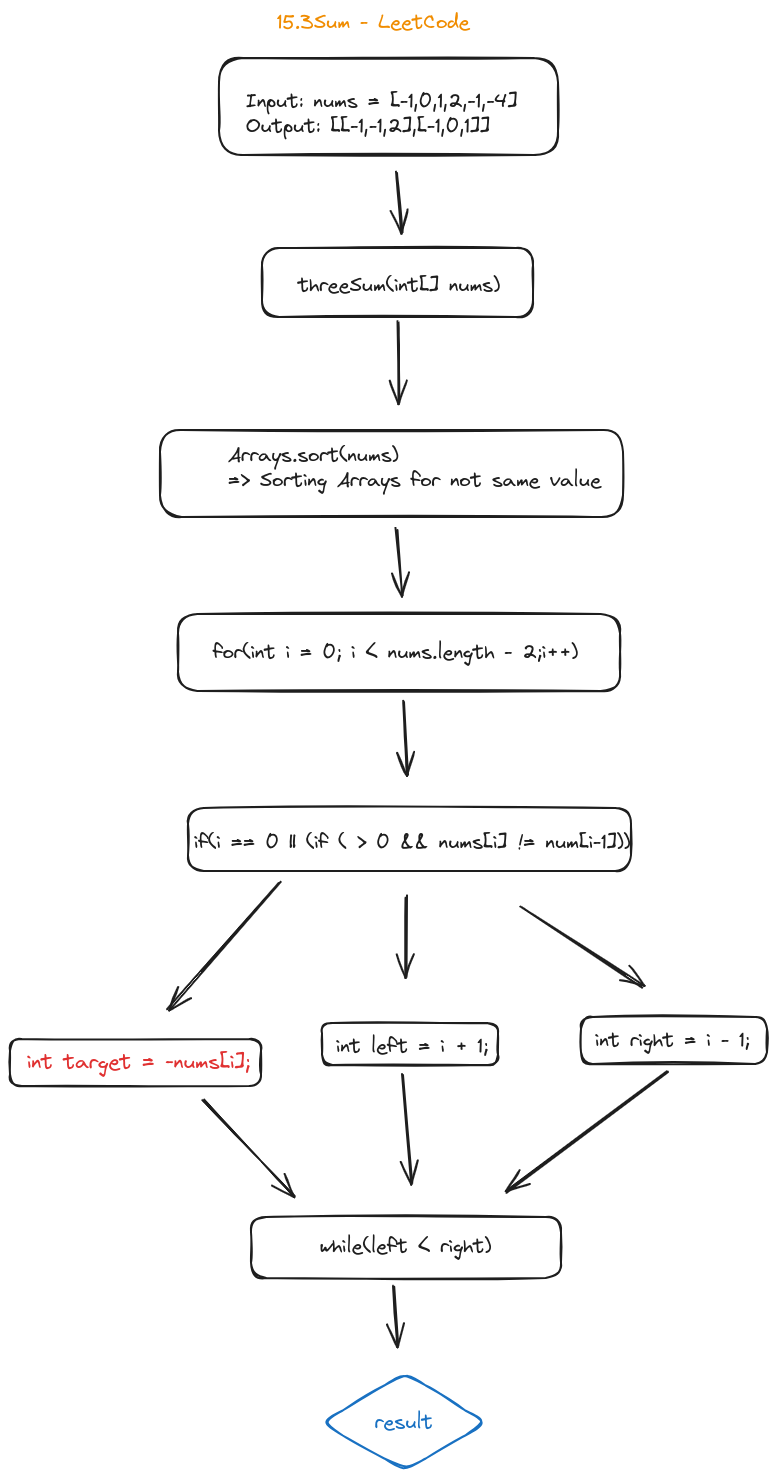 15.3Sum - LeetCode
Input: nums = [-1,0,1,2,-1,-4]
Output: [[-1,-1,2],[-1,0,1]]
threeSum(int[] nums)
Arrays.sort(nums)
=> Sorting Arrays for not same value
for(int i = 0; i < nums.length - 2;i++)
if(i == 0 || (if ( > 0 && nums[i] != num[i-1]))
int target = -nums[i];
int left = i + 1;
int right = i - 1;
while(left < right)
result